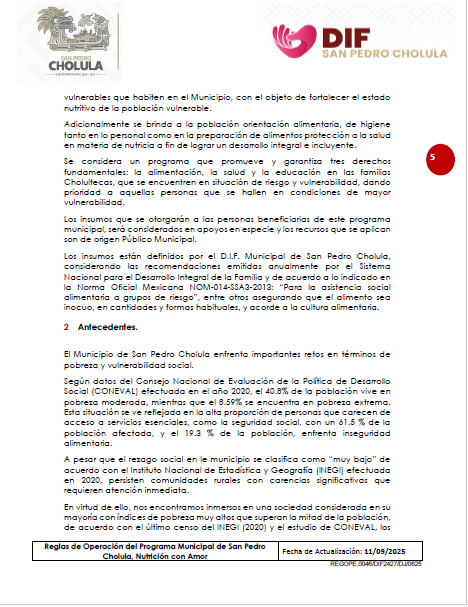 SAN PEDRO
CHOLULA
DIF
SAN PEDRO CHOLULA
vulnerables que habiten en el Municipio, con el objeto de fortalecer el estado
nutritivo de la población vulnerable.
Adicionalmente se brinda a la población orientación alimentaria, de higiene
tanto en lo personal como en la preparación de alimentos protección a la salud
en materia de nutricia a fin de lograr un desarrollo integral e incluyente.
5
Se considera un programa que promueve y garantiza tres derechos
fundamentales: la alimentación, la salud y la educación en las familias
Cholultecas, que se encuentren en situación de riesgo y vulnerabilidad, dando
prioridad a aquellas personas que se hallen en condiciones de mayor
vulnerabilidad.
Los insumos que se otorgarán a las personas beneficiarias de este programa
municipal, será considerados en apoyos en especie y los recursos que se aplican
son de origen Público Municipal.
Los insumos están definidos por el D.I.F. Municipal de San Pedro Cholula,
considerando las recomendaciones emitidas anualmente por el Sistema
Nacional para el Desarrollo Integral de la Familia y de acuerdo a lo indicado en
la Norma Oficial Mexicana NOM-014-SSA3-2013: “Para la asistencia social
alimentaria a grupos de riesgo”, entre otros asegurando que el alimento sea
inocuo, en cantidades y formas habituales, y acorde a la cultura alimentaria.
2 Antecedentes.
El Municipio de San Pedro Cholula enfrenta importantes retos en términos de
pobreza y vulnerabilidad social.
Según datos del Consejo Nacional de Evaluación de la Política de Desarrollo
Social (CONEVAL) efectuada en el año 2020, el 40.8% de la población vive en
pobreza moderada, mientras que el 8.59% se encuentra en pobreza extrema.
Esta situación se ve reflejada en la alta proporción de personas que carecen de
acceso a servicios esenciales, como la seguridad social, con un 61.5 % de la
población afectada, y el 19.3 % de la población, enfrenta inseguridad
alimentaria.
A pesar que el rezago social en le municipio se clasifica como “muy bajo” de
acuerdo con el Instituto Nacional de Estadística y Geografía (INEGI) efectuada
en 2020, persisten comunidades rurales con carencias significativas que
requieren atención inmediata.
En virtud de ello, nos encontramos inmersos en una sociedad considerada en su
mayoría con índices de pobreza muy altos que superan la mitad de la población,
de acuerdo con el último censo del INEGI (2020) y el estudio de CONEVAL, los
Reglas de Operación del Programa Municipal de San Pedro
Cholula, Nutrición con Amor
Fecha de Actualización: 11/09/2025
REGOPE.0046/DIF2427/DJ/0625